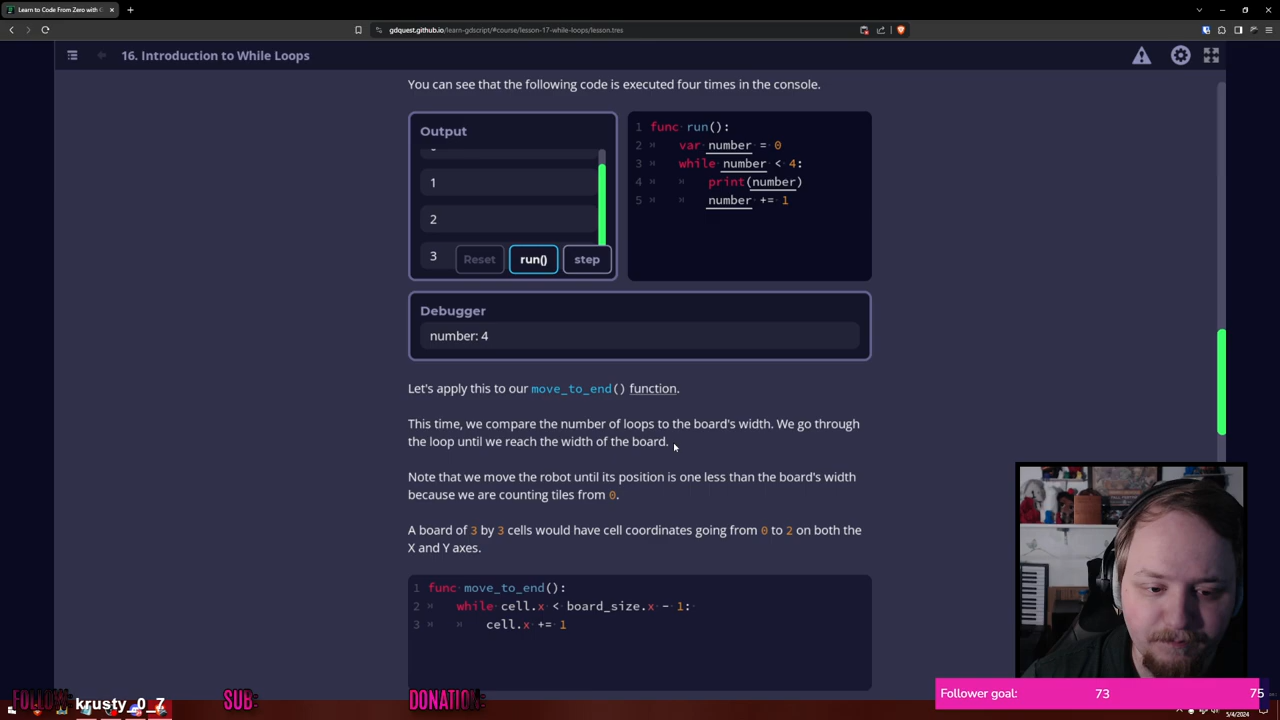 Learn to Code From Zero with
gdquest.github.io/learn-gdscript/#course/lesson-17-while-loops/lesson.tres
16. Introduction to While Loops
You can see that the following code is executed four times in the console.
Output
1
2
3
Reset
run()
step
1 func run():
2 var number = 0
3 while number < 4:
4 print(number)
5 number += 1
Debugger
number: 4
Let's apply this to our move_to_end() function.
This time, we compare the number of loops to the board's width. We go through
the loop until we reach the width of the board.
Note that we move the robot until its position is one less than the board's width
because we are counting tiles from 0.
A board of 3 by 3 cells would have cell coordinates going from 0 to 2 on both the
X and Y axes.
1 func move_to_end():
2 while cell.x < board_size.x - 1:
3 cell.x += 1
FOLLOW:
krusty_0_7
SUB:
DONATION:
Follower goal:
73
75
5/4/2024